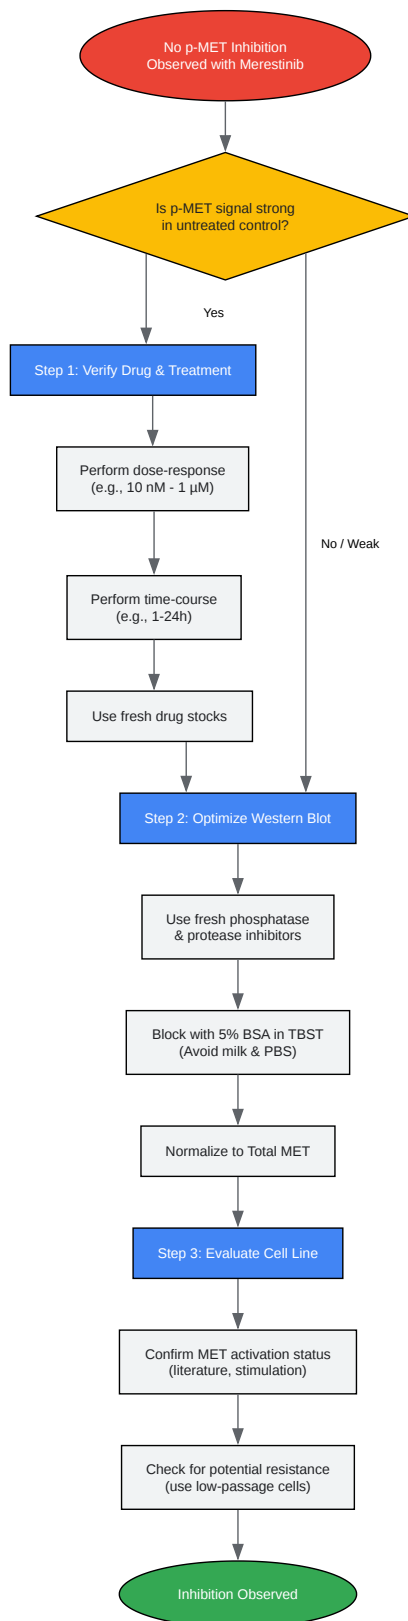 No p-MET Inhibition
Observed with Merestinib
Is p-MET signal strong
in untreated control?
Yes
Step 1: Verify Drug & Treatment
Perform dose-response
(e.g., 10 nM - 1 µM)
No / Weak
Perform time-course
(e.g., 1-24h)
Use fresh drug stocks
Step 2: Optimize Western Blot
Use fresh phosphatase
& protease inhibitors
Block with 5% BSA in TBST
(Avoid milk & PBS)
Normalize to Total MET
Step 3: Evaluate Cell Line
Confirm MET activation status
(literature, stimulation)
Check for potential resistance
(use low-passage cells)
Inhibition Observed